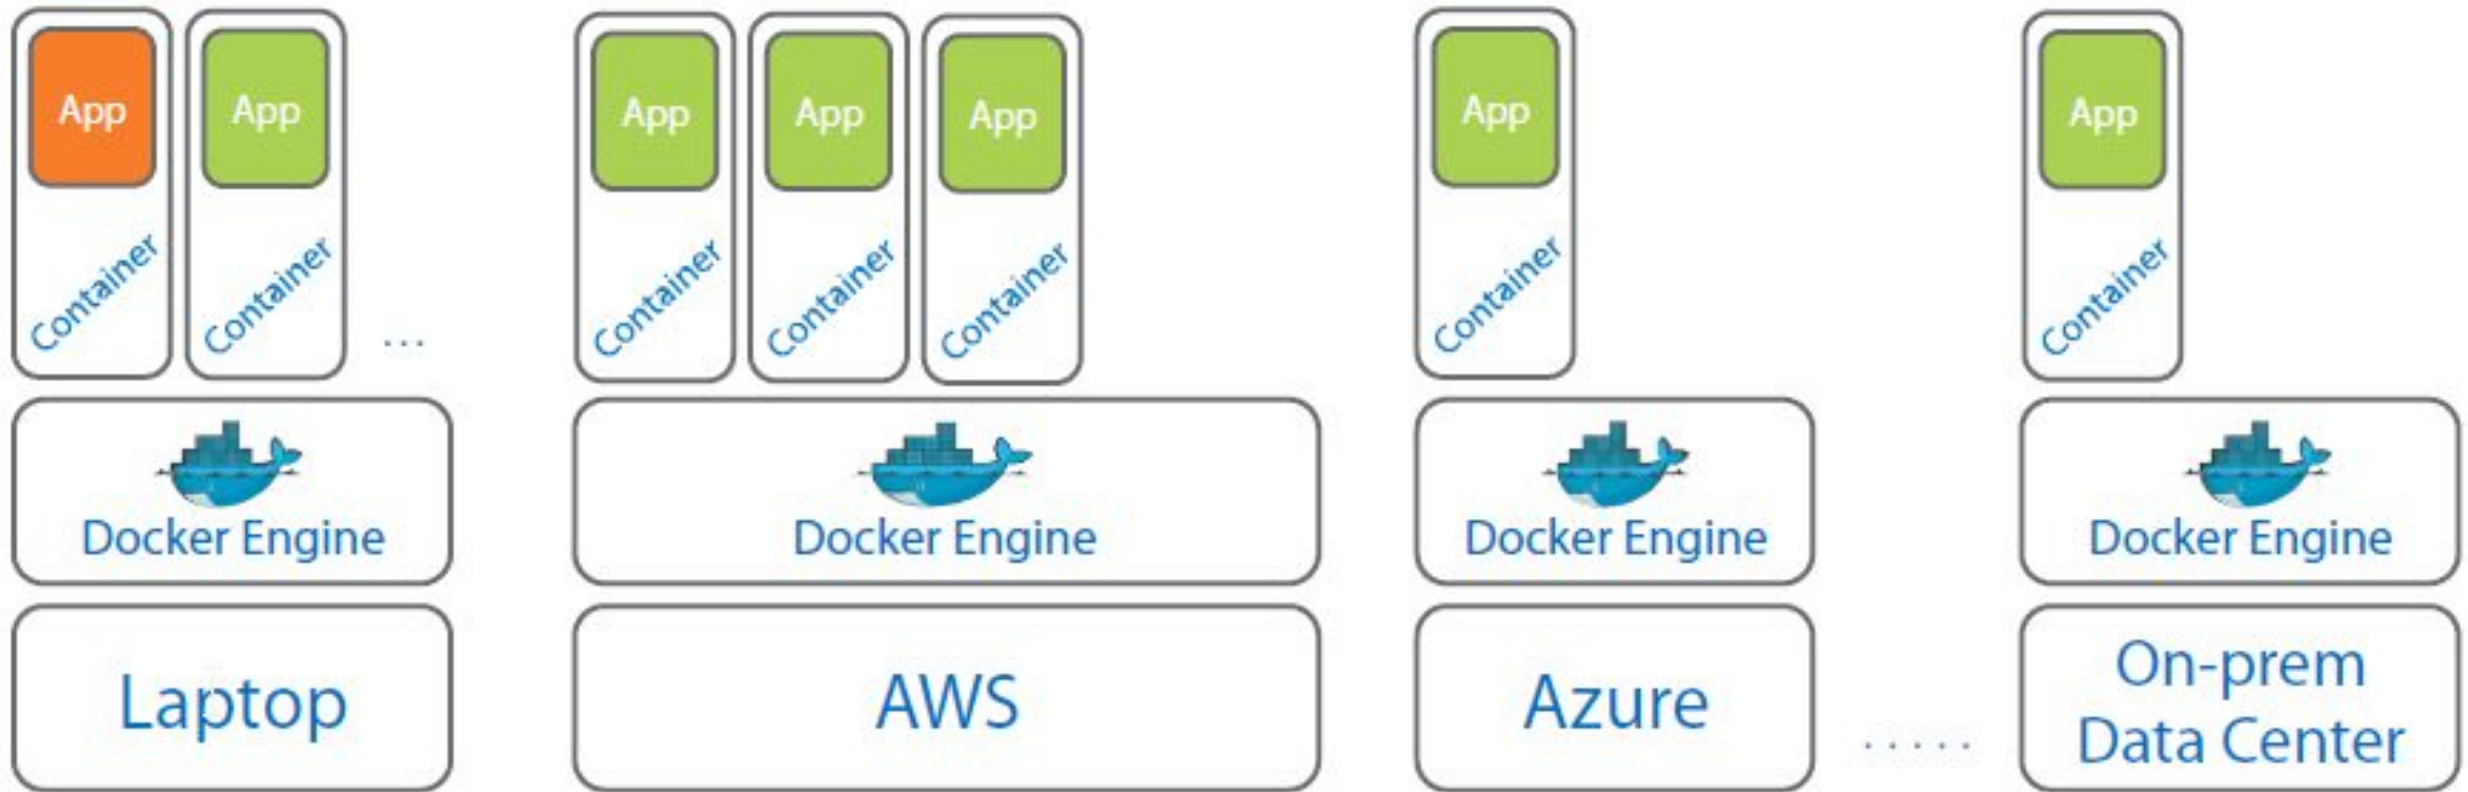 App App App App App App App
Container Container Container Container Container Container Container
...
Docker Engine Docker Engine Docker Engine Docker Engine
Laptop AWS Azure On-prem
Data Center
.....